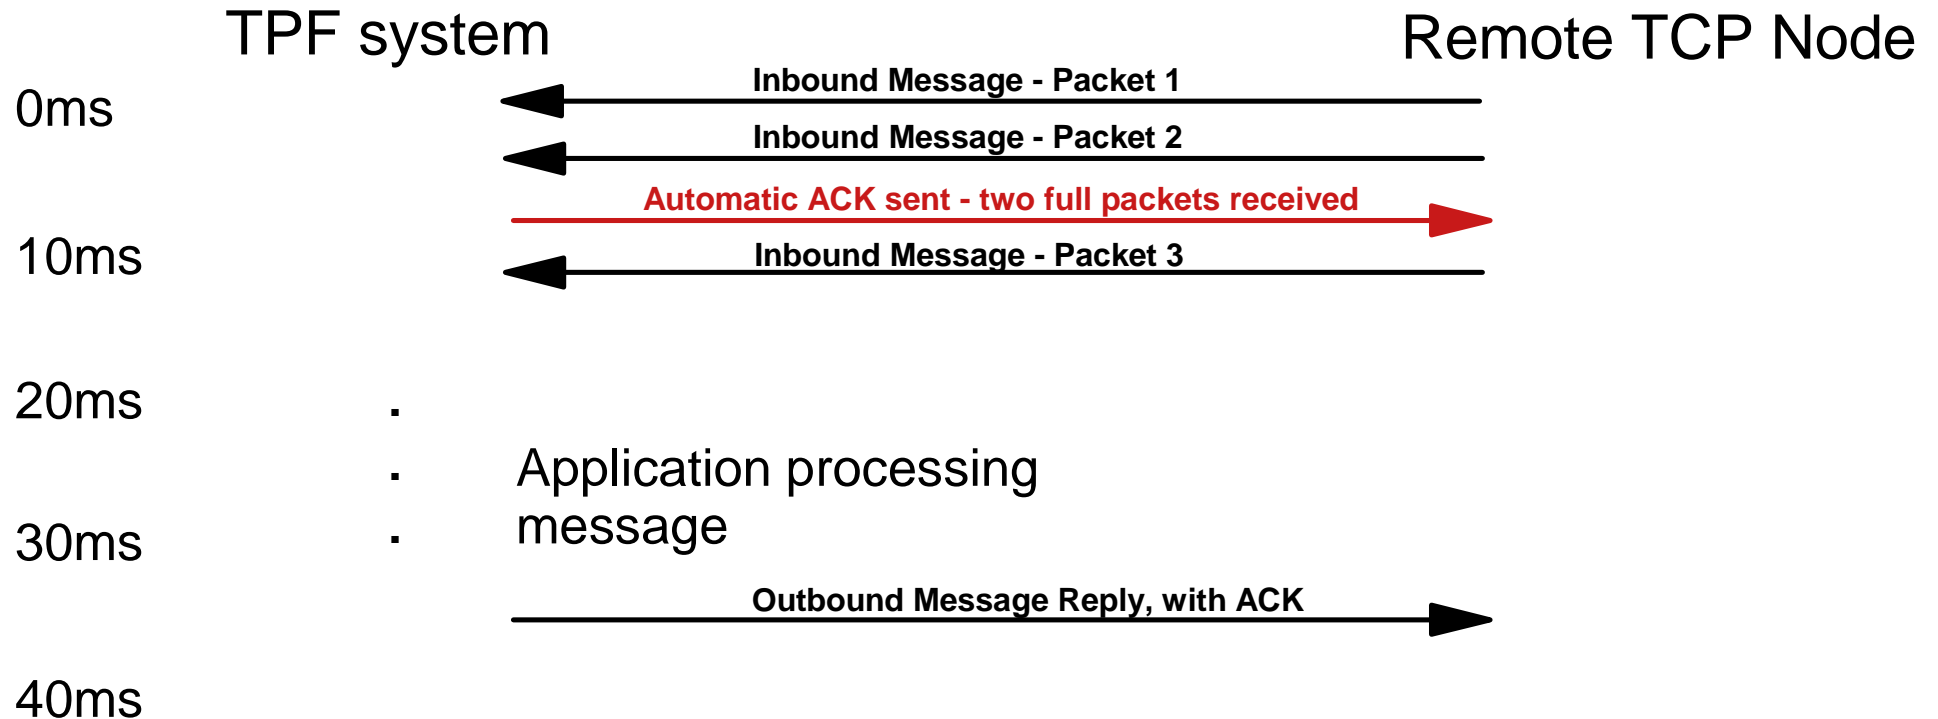 TPF system
Remote TCP Node
Inbound Message - Packet 1
0ms
Inbound Message - Packet 2
Automatic ACK sent - two full packets received
10ms
Inbound Message - Packet 3
20ms
.
. Application processing
message
30ms
.
Outbound Message Reply, with ACK
40ms